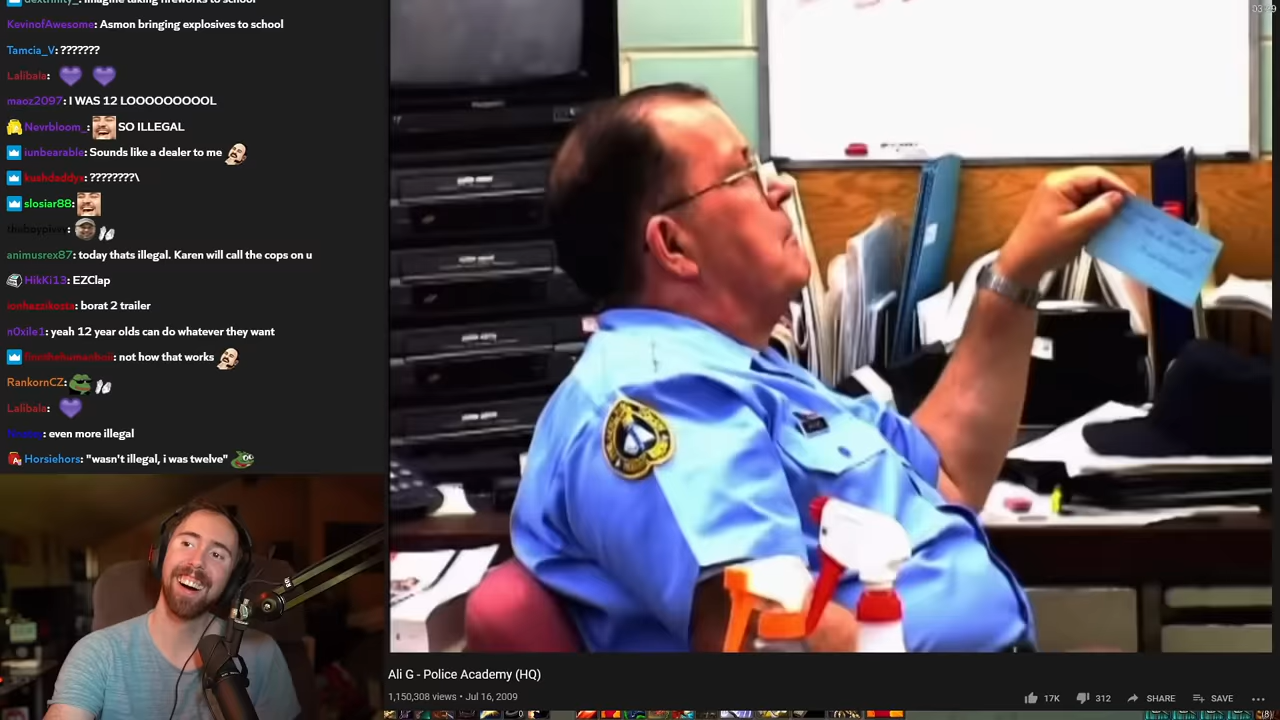 KevinofAwesome: Asmon bringing explosives to school
Tamcia_V: ???????
Lalibala:
maoz2097: I WAS 12 LOOOOOOOOOL
Nevrbloom_: SO ILLEGAL
iunbearable: Sounds like a dealer to me
kushdaddyx: ????????\
slosiar88:
animusrex87: today thats illegal. Karen will call the cops on u
HikKi13: EZClap
borat 2 trailer
n0xile1: yeah 12 year olds can do whatever they want
not how that works
RankornCZ:
Lalibala:
even more illegal
Horsiehors: "wasn't illegal, i was twelve"
Ali G - Police Academy (HQ)
1,150,308 views • Jul 16, 2009
17K
312
SHARE
SAVE